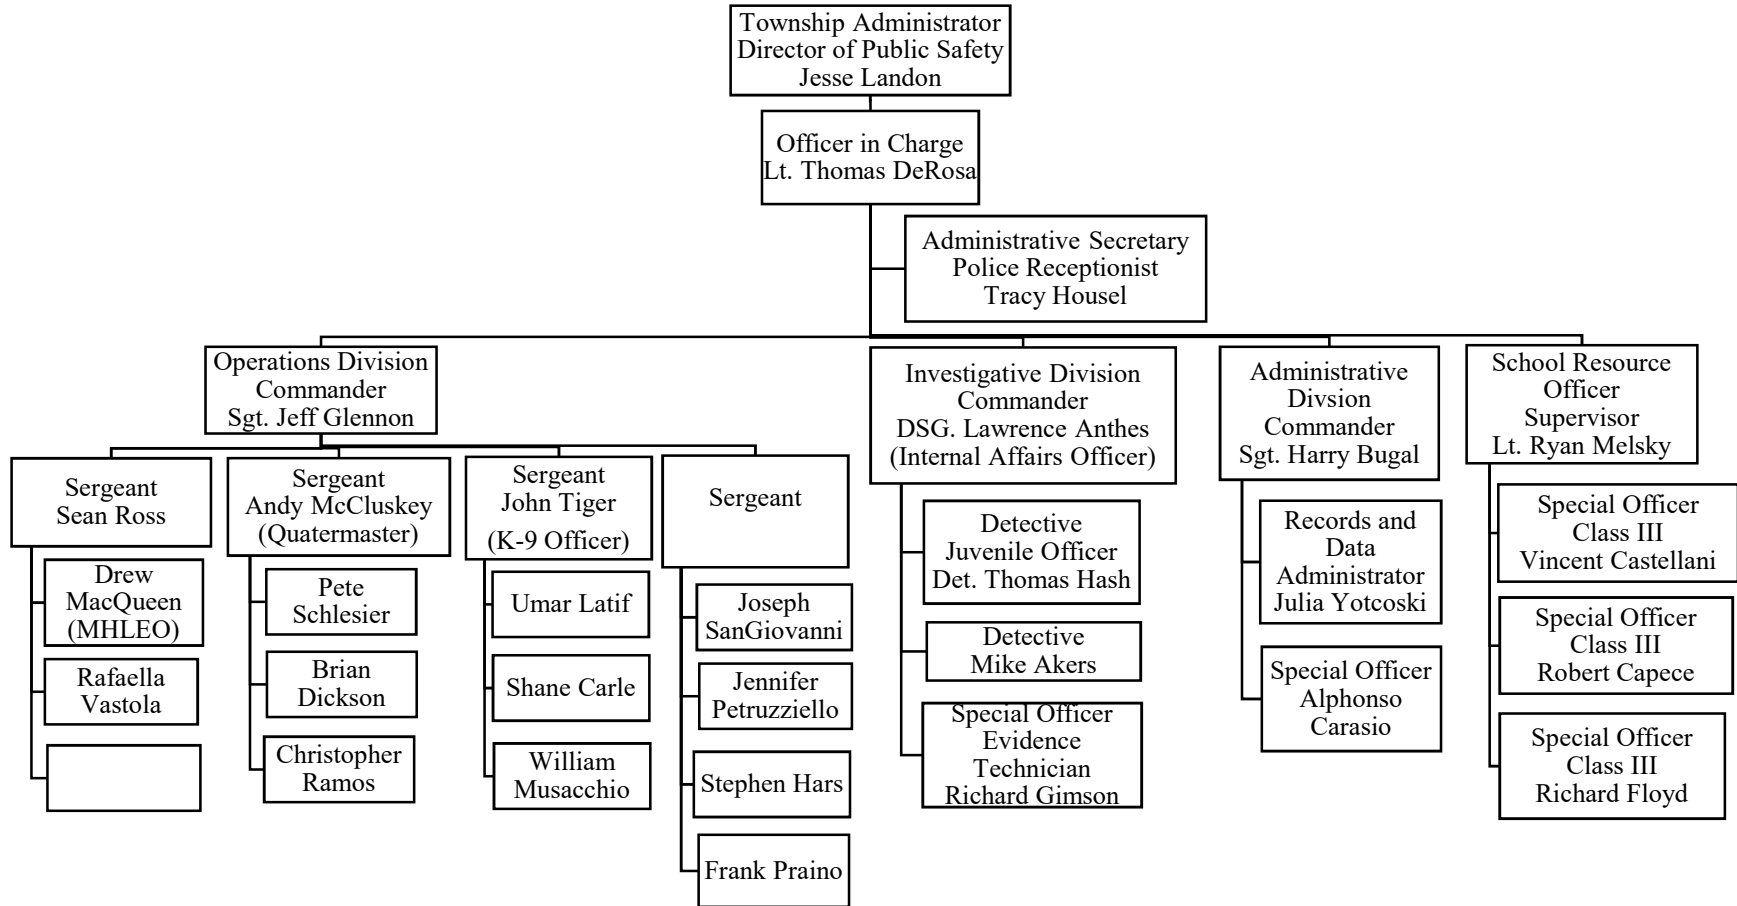 Township Administrator
Director of Public Safety
Jesse Landon
Officer in Charge
Lt. Thomas DeRosa
Administrative Secretary
Police Receptionist
Tracy Housel
Operations Division
Commander
Sgt. Jeff Glennon
Sergeant
Sean Ross
Drew
MacQueen
(MHLEO)
Rafaella
Vastola
Sergeant
Andy McCluskey
(Quatermaster)
Pete
Schlesier
Brian
Dickson
Christopher
Ramos
Sergeant
John Tiger
(K-9 Officer)
Umar Latif
Shane Carle
William
Musacchio
Sergeant
Joseph
SanGiovanni
Jennifer
Petruzziello
Stephen Hars
Frank Praino
Investigative Division
Commander
DSG. Lawrence Anthes
(Internal Affairs Officer)
Detective
Juvenile Officer
Det. Thomas Hash
Detective
Mike Akers
Special Officer
Evidence
Technician
Richard Gimson
Administrative
Divsion
Commander
Sgt. Harry Bugal
Records and
Data
Administrator
Julia Yotcoski
Special Officer
Alphonso
Carasio
School Resource
Officer
Supervisor
Lt. Ryan Melsky
Special Officer
Class III
Vincent Castellani
Special Officer
Class III
Robert Capece
Special Officer
Class III
Richard Floyd